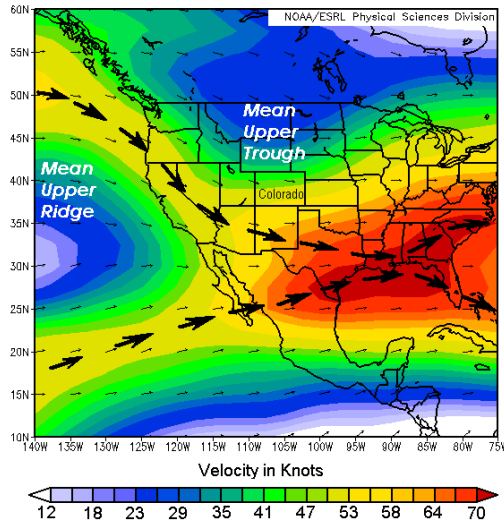 NOAA/ESRL Physical Sciences Division
60N
55N
50N
45N
40N
35N
30N
25N
20N
15N
10N
Mean
Upper
Trough
Mean
Upper
Ridge
Colorado
140W 135W 130W 125W 120W 115W 110W 105W 100W 95W 90W 85W 80W 75W
Velocity in Knots
12 18 23 29 35 41 47 53 58 64 70